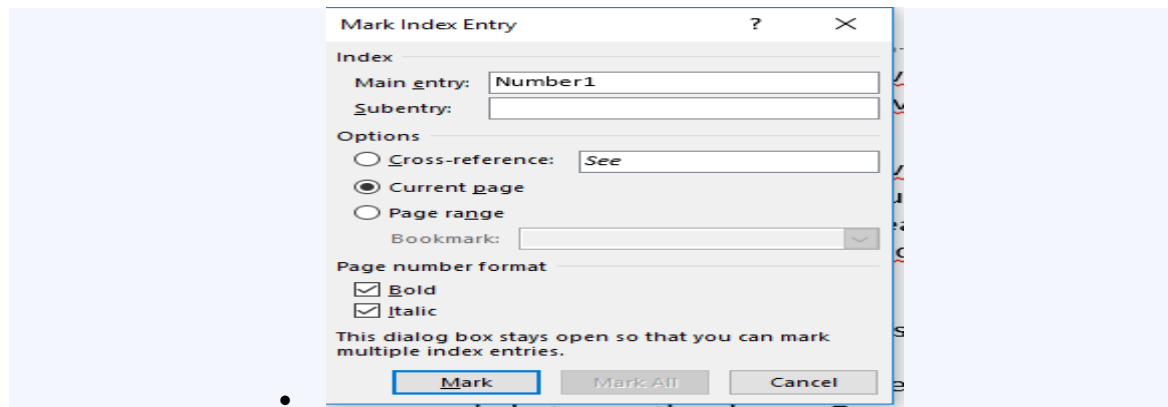 Mark Index Entry ? ×
Index
Main entry: Number1
Subentry:
Options
Cross-reference: See
Current page
Page range
Bookmark:
Page number format
Bold
Italic
This dialog box stays open so that you can mark
multiple index entries.
Mark Mark All Cancel